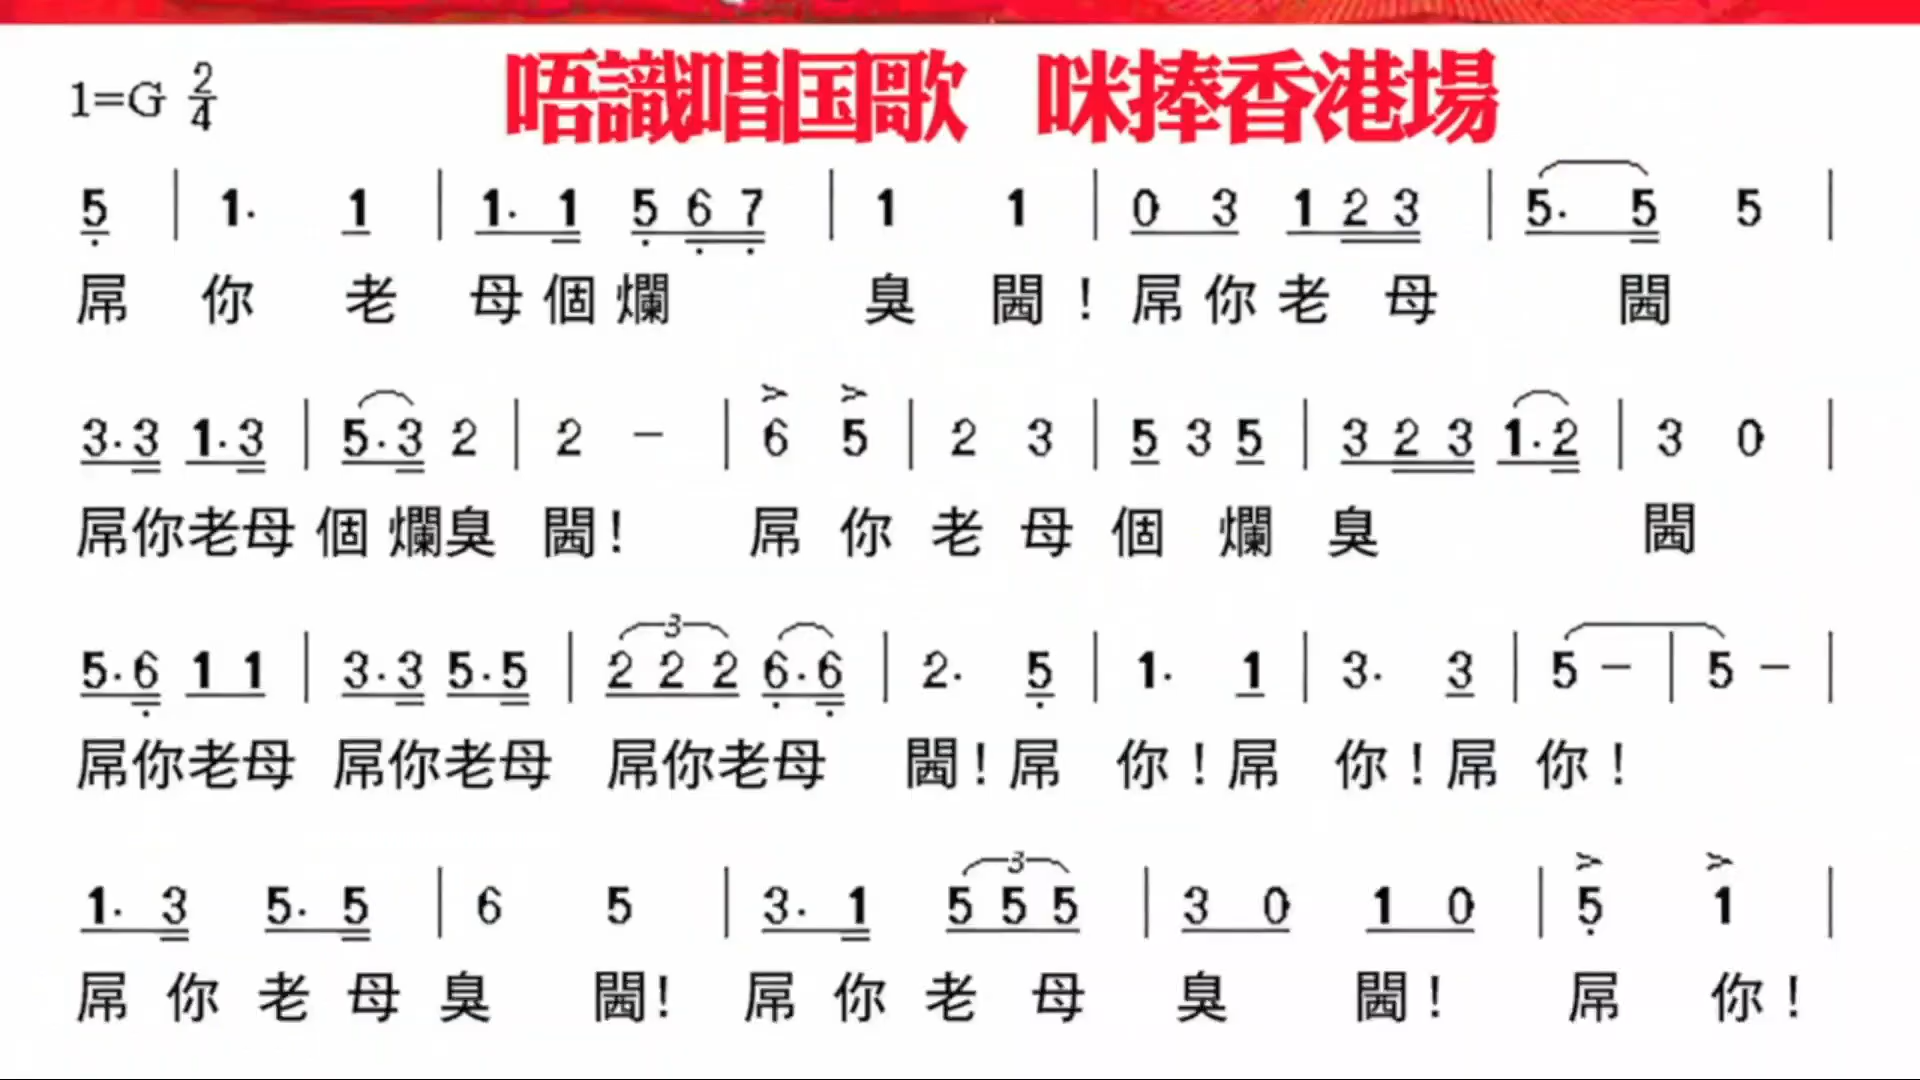 唔識唱国歌 咪捧香港場
1=G 2/4
5 | 1. 1 | 1. 1 5 6 7 | 1 1 | 0 3 1 2 3 | 5. 5 5 |
屌 你 老 母 個 爛 臭 閪 ! 屌 你 老 母 閪
3.3 1.3 | 5.3 2 | 2 － | 6 5 | 2 3 | 5 3 5 | 3 2 3 1.2 | 3 0 |
屌你老母 個 爛臭 閪! 屌 你 老 母 個 爛 臭 閪
5.6 1 1 | 3.3 5.5 | 3 2 2 2 6.6 | 2. 5 | 1. 1 | 3. 3 | 5 － | 5 － |
屌你老母 屌你老母 屌你老母 閪!屌 你!屌 你!屌 你!
1. 3 5. 5 | 6 5 | 3. 1 3 5 5 5 | 3 0 1 0 | 5 1 |
屌 你 老 母 臭 閪! 屌 你 老 母 臭 閪! 屌 你!